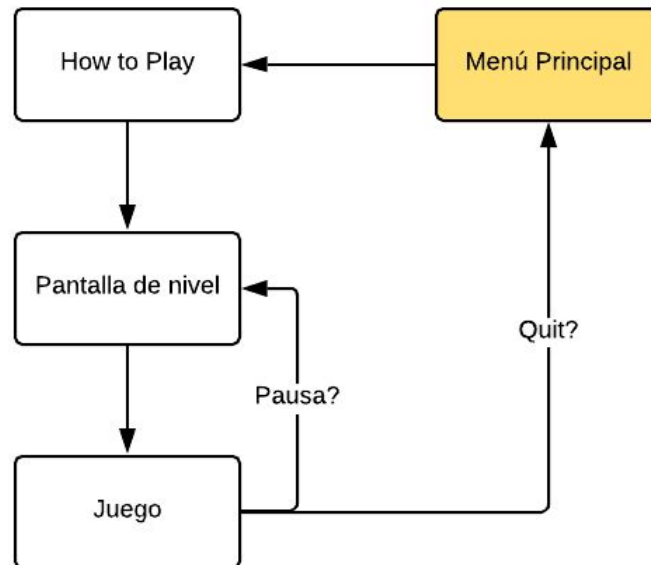 How to Play
Menú Principal
Pantalla de nivel
Quit?
Pausa?
Juego